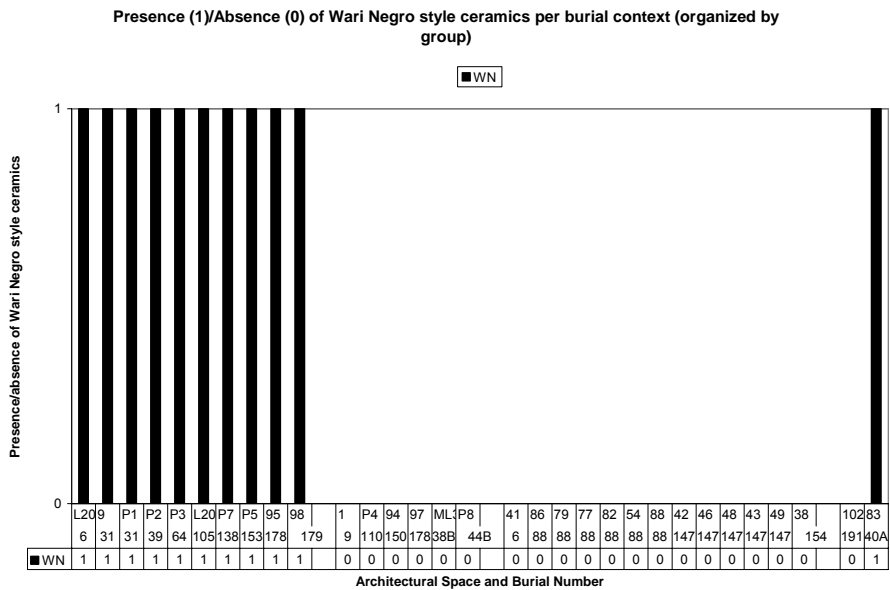 Presence (1)/Absence (0) of Wari Negro style ceramics per burial context (organized by
group)
WN
1
0
Presence/absence of Wari Negro style ceramics
L20 9 P1 P2 P3 L20 P7 P5 95 98 1 P4 94 97 P8 41 86 79 77 82 54 88 42 46 48 43 49 38 102 83
6 31 31 39 64 105 138 153 178 179 9 110 150 178 38B 44B 6 88 88 88 88 88 88 147 147 147 147 147 154 191 40A
WN 1 1 1 1 1 1 1 1 1 1 0 0 0 0 0 0 0 0 0 0 0 0 0 0 0 0 0 0 0 0 1
Architectural Space and Burial Number